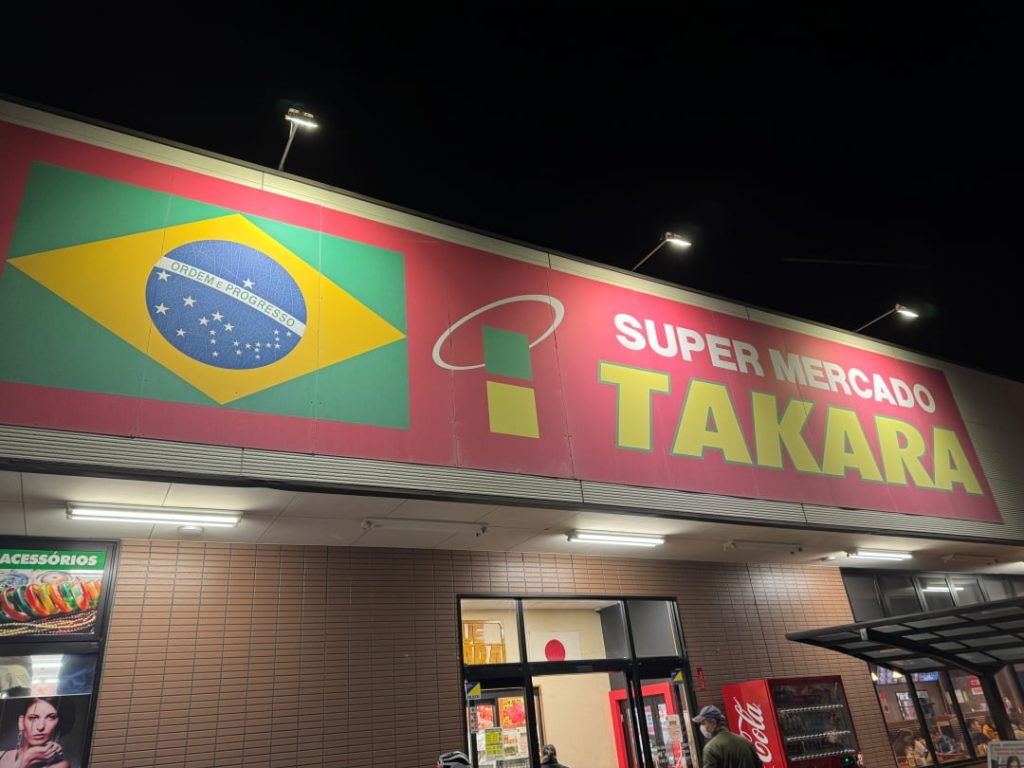 ORDEM E PROGRESSO
SUPER MERCADO
TAKARA
ACESSÓRIOS
Coca-Cola